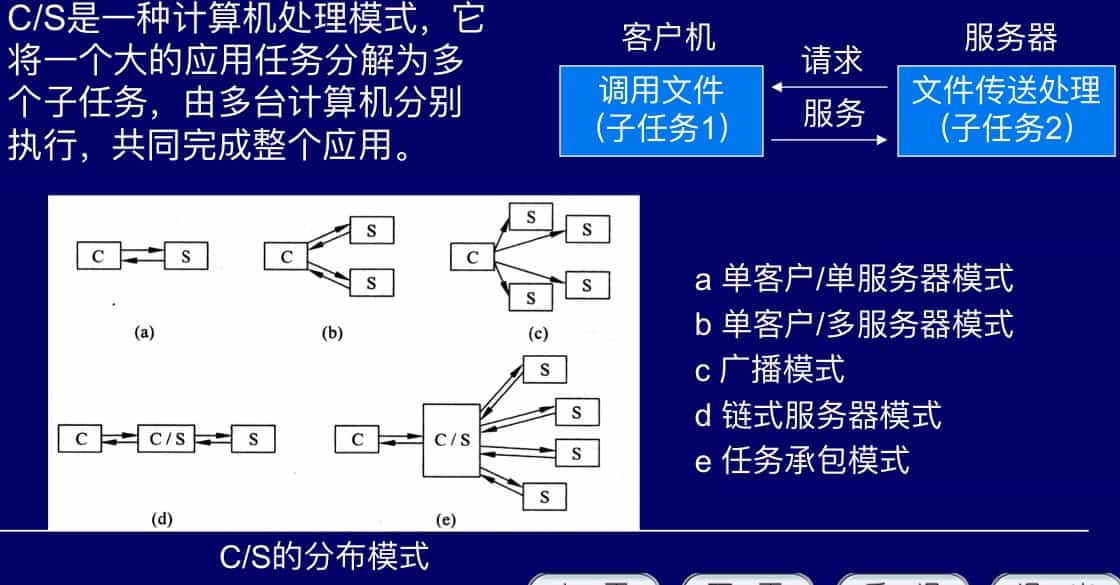 C/S是一种计算机处理模式，它
将一个大的应用任务分解为多
个子任务，由多台计算机分别
执行，共同完成整个应用。
客户机
服务器
请求
服务
调用文件
(子任务1)
文件传送处理
(子任务2)
C S
C S S
C S S S S
(a) (b) (c)
C C/S S
C C/S S S S S
(d) (e)
a 单客户/单服务器模式
b 单客户/多服务器模式
c 广播模式
d 链式服务器模式
e 任务承包模式
C/S的分布模式